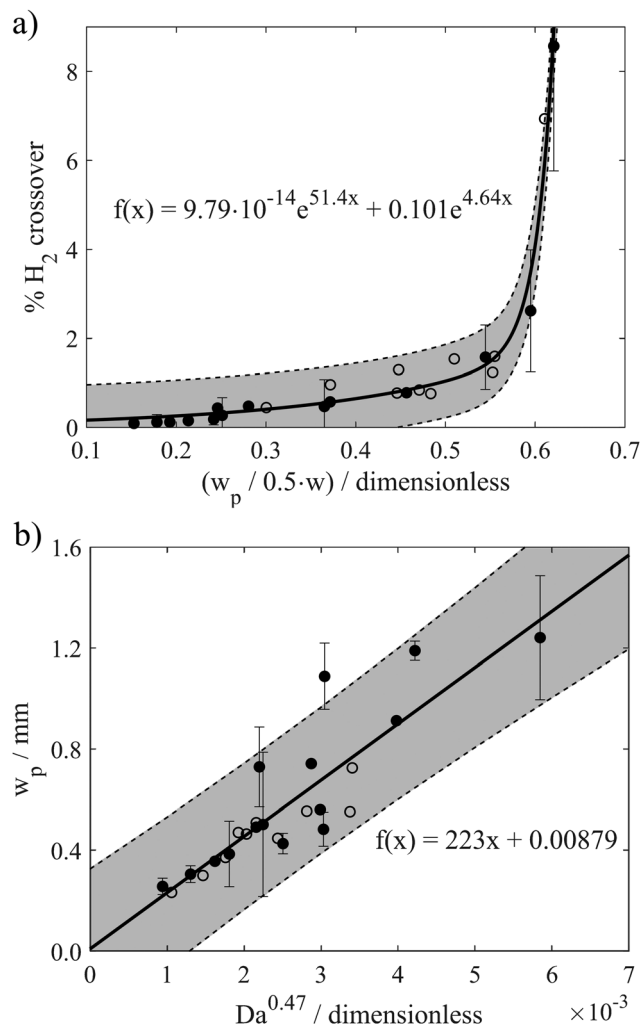 a)
8
6
4
2
0
% H2 crossover
f(x) = 9.79·10^-14 e^51.4x + 0.101e^4.64x
0.1 0.2 0.3 0.4 0.5 0.6 0.7
(wp / 0.5·w) / dimensionless
b)
1.6
1.2
0.8
0.4
0.0
wp / mm
f(x) = 223x + 0.00879
0 1 2 3 4 5 6 7
Da^0.47 / dimensionless ×10^-3